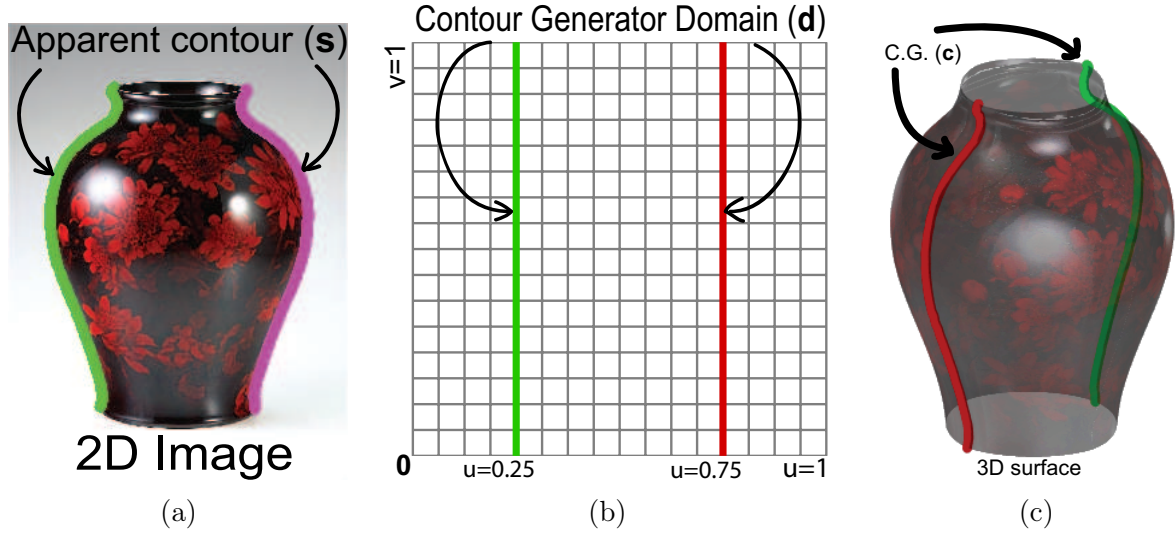 Apparent contour (s)
2D Image
(a)
Contour Generator Domain (d)
v=1
0
u=0.25
u=0.75
u=1
(b)
C.G. (c)
3D surface
(c)